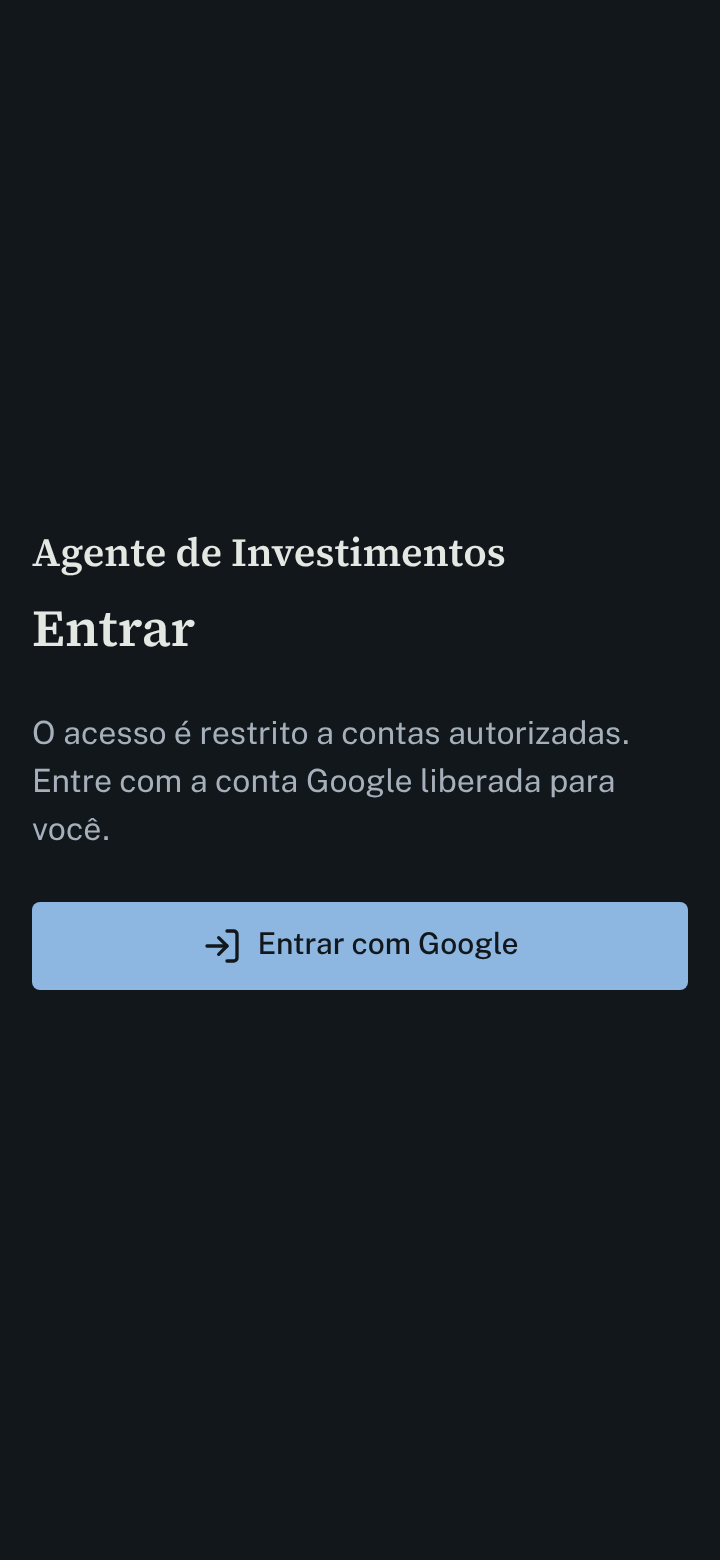 Agente de Investimentos
Entrar
O acesso é restrito a contas autorizadas.
Entre com a conta Google liberada para
você.
Entrar com Google